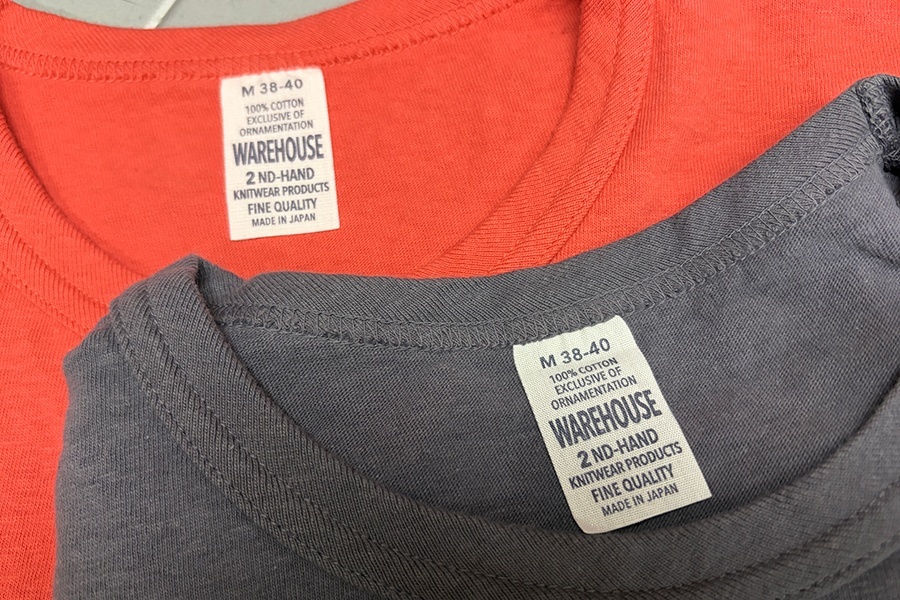 M 38-40
100% COTTON
EXCLUSIVE OF
ORNAMENTATION
WAREHOUSE
2 ND-HAND
KNITWEAR PRODUCTS
FINE QUALITY
MADE IN JAPAN
M 38-40
100% COTTON
EXCLUSIVE OF
ORNAMENTATION
WAREHOUSE
2 ND-HAND
KNITWEAR PRODUCTS
FINE QUALITY
MADE IN JAPAN